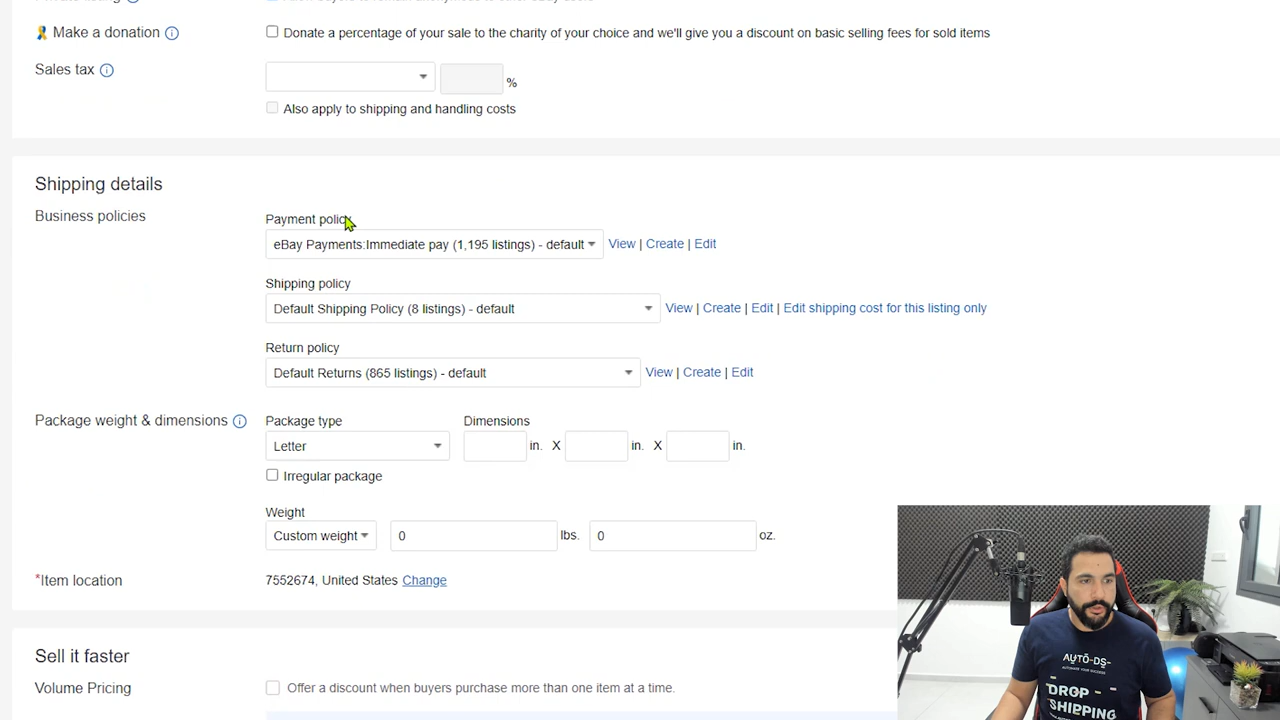 Make a donation
Donate a percentage of your sale to the charity of your choice and we'll give you a discount on basic selling fees for sold items
Sales tax
%
Also apply to shipping and handling costs
Shipping details
Business policies
Payment policy
eBay Payments:Immediate pay (1,195 listings) - default
View | Create | Edit
Shipping policy
Default Shipping Policy (8 listings) - default
View | Create | Edit | Edit shipping cost for this listing only
Return policy
Default Returns (865 listings) - default
View | Create | Edit
Package weight & dimensions
Package type
Dimensions
Letter
in. X in. X in.
Irregular package
Weight
Custom weight
0 lbs. 0 oz.
*Item location
7552674, United States Change
Sell it faster
Volume Pricing
Offer a discount when buyers purchase more than one item at a time.
AUTO-DS-
DROP
SHIPPING